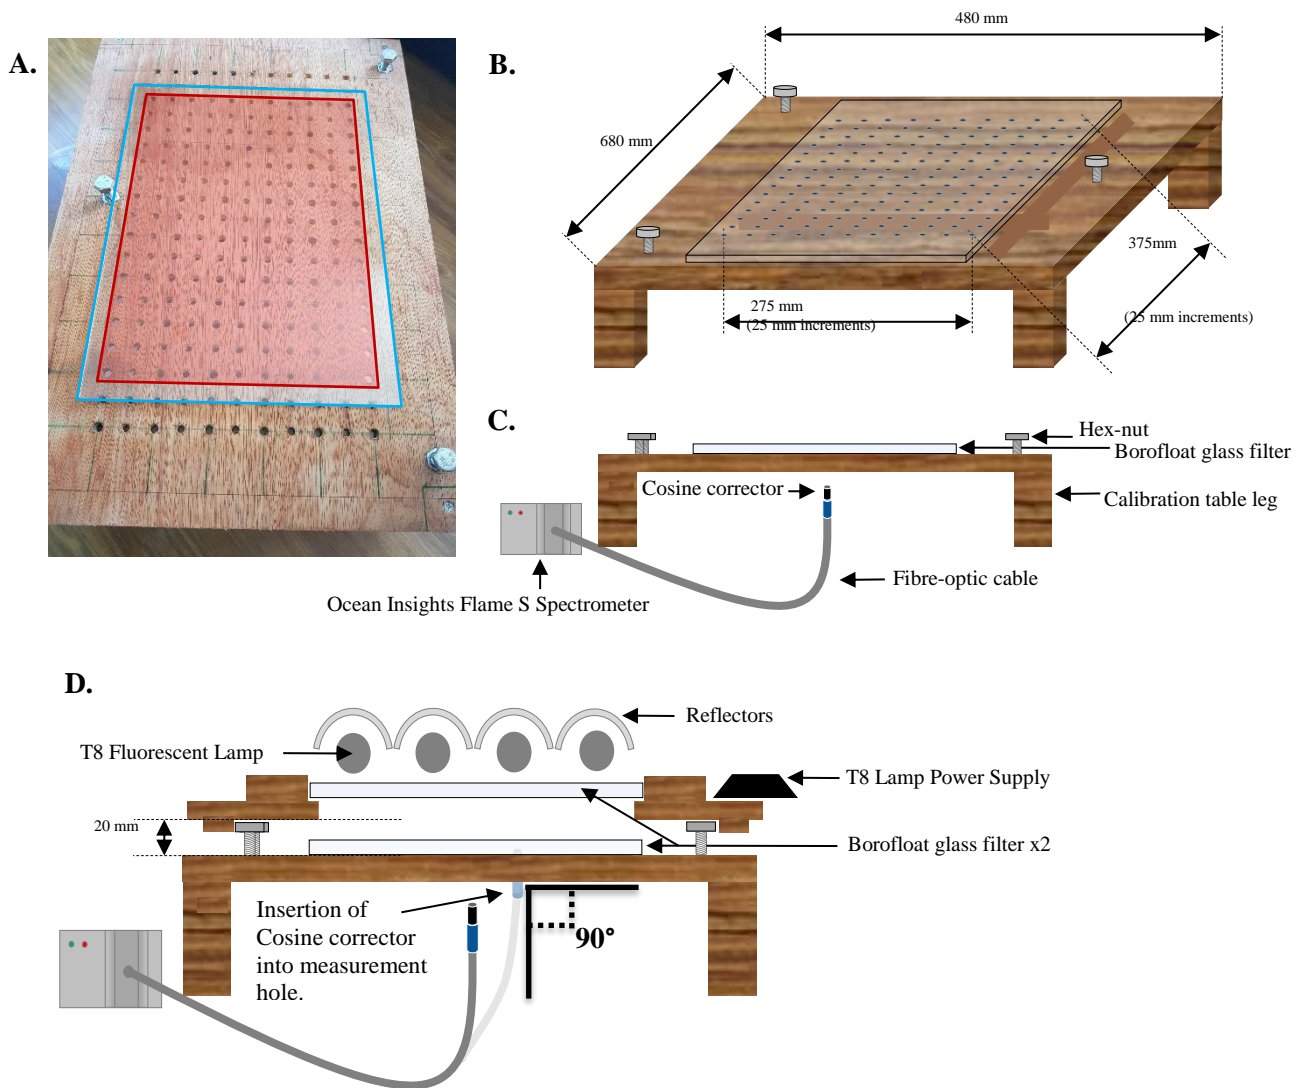 A.
B.
480 mm
680 mm
375mm
(25 mm increments)
275 mm
(25 mm increments)
C.
Hex-nut
Borofloat glass filter
Cosine corrector
Calibration table leg
Fibre-optic cable
Ocean Insights Flame S Spectrometer
D.
Reflectors
T8 Fluorescent Lamp
T8 Lamp Power Supply
20 mm
Borofloat glass filter x2
Insertion of
Cosine corrector
into measurement
hole.
90°